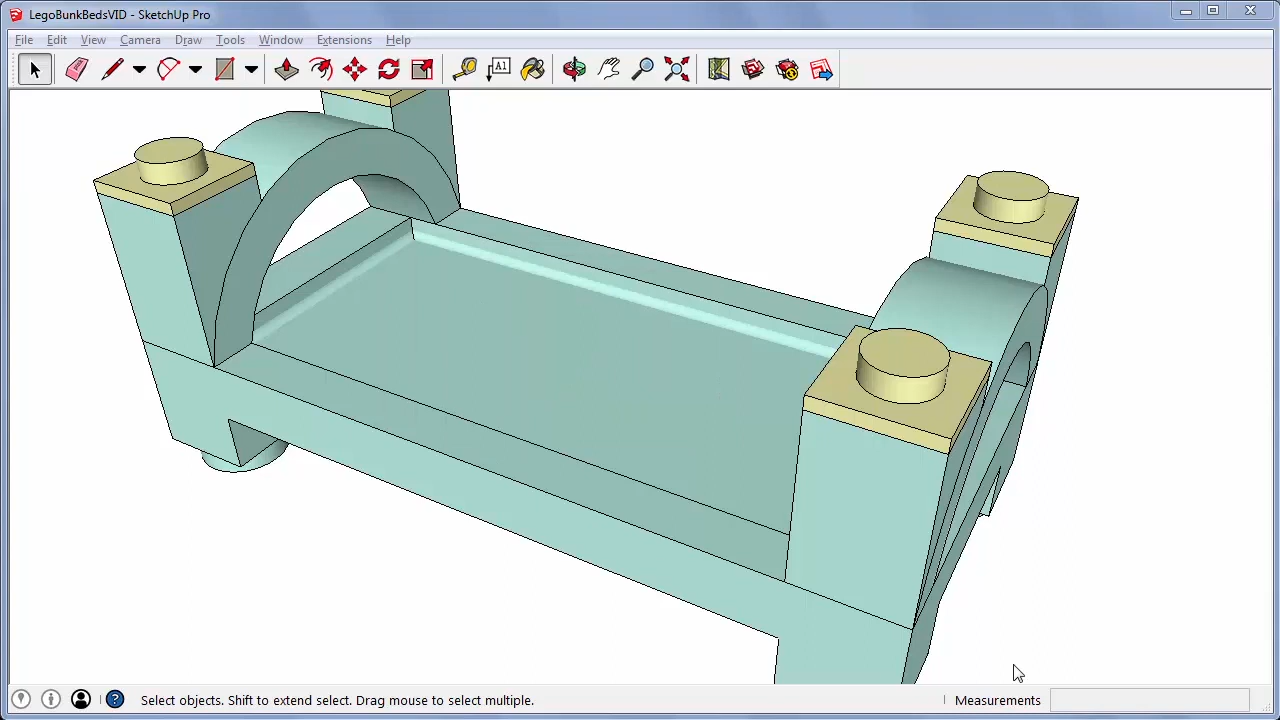 LegoBunkBedsVID - SketchUp Pro
File Edit View Camera Draw Tools Window Extensions Help
A1
Select objects. Shift to extend select. Drag mouse to select multiple.
Measurements